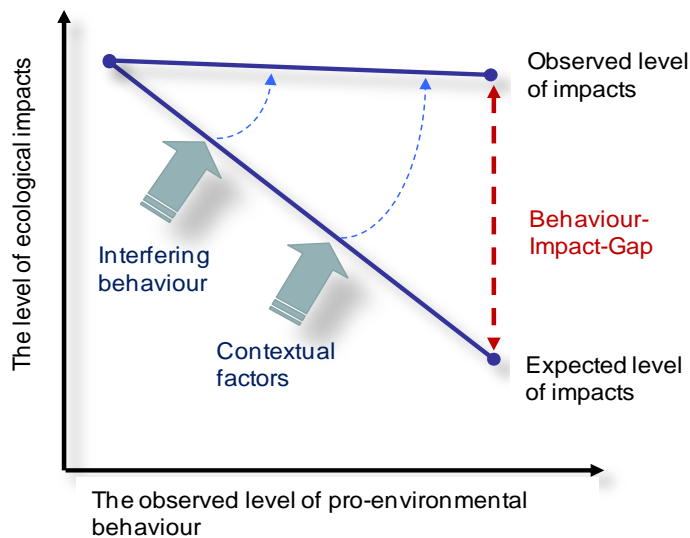 The level of ecological impacts
Observed level
of impacts
Behaviour-
Impact-Gap
Interfering
behaviour
Contextual
factors
Expected level
of impacts
The observed level of pro-environmental
behaviour